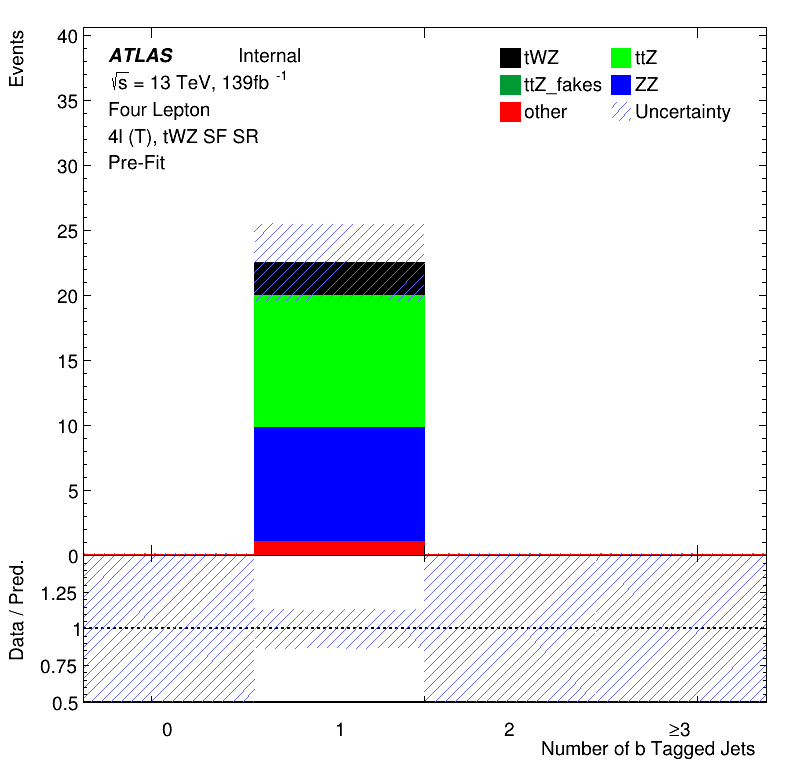 Events
40
35
30
25
20
15
10
5
0
ATLAS Internal
√s = 13 TeV, 139fb -1
Four Lepton
4l (T), tWZ SF SR
Pre-Fit
tWZ ttZ
ttZ_fakes ZZ
other Uncertainty
Data / Pred.
1.25
1
0.75
0.5
0 1 2 ≥3
Number of b Tagged Jets